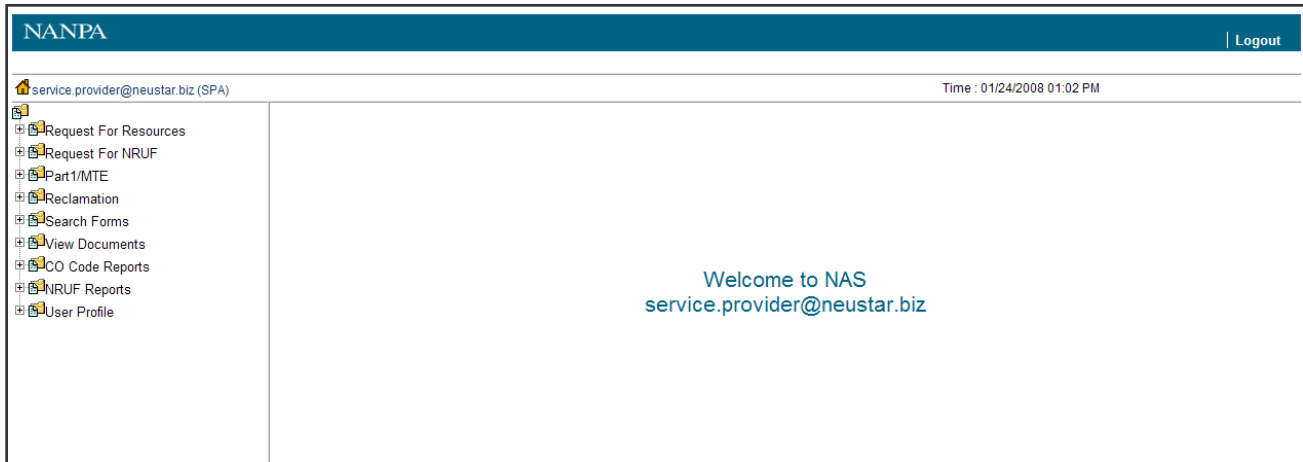 NANPA
Logout
service.provider@neustar.biz (SPA)
Time : 01/24/2008 01:02 PM
Request For Resources
Request For NRUF
Part1/MTE
Reclamation
Search Forms
View Documents
CO Code Reports
NRUF Reports
User Profile
Welcome to NAS
service.provider@neustar.biz